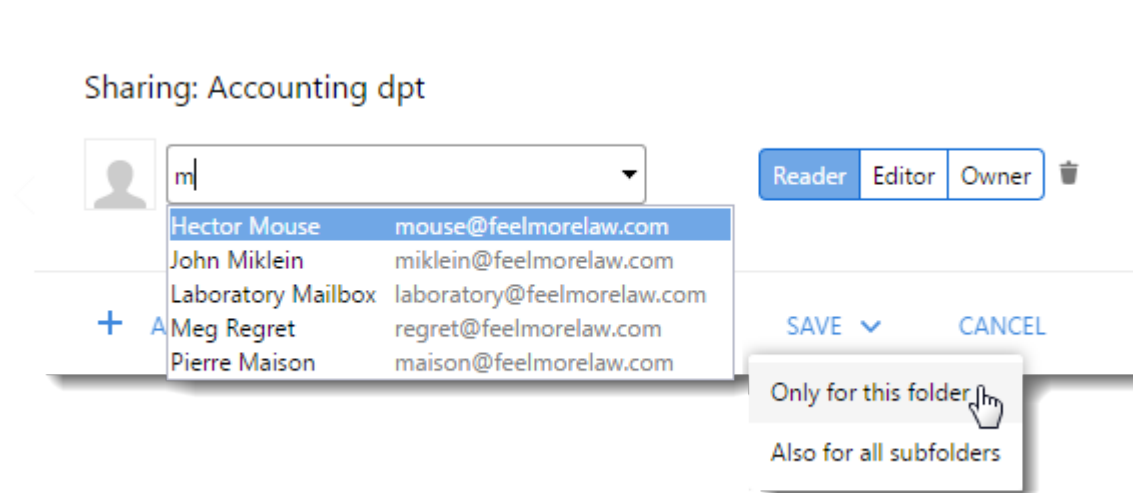 Sharing: Accounting dpt
m
Reader Editor Owner
Hector Mouse mouse@feelmorelaw.com
John Miklein miklein@feelmorelaw.com
Laboratory Mailbox laboratory@feelmorelaw.com
A Meg Regret regret@feelmorelaw.com SAVE CANCEL
Pierre Maison maison@feelmorelaw.com
Only for this folder
Also for all subfolders